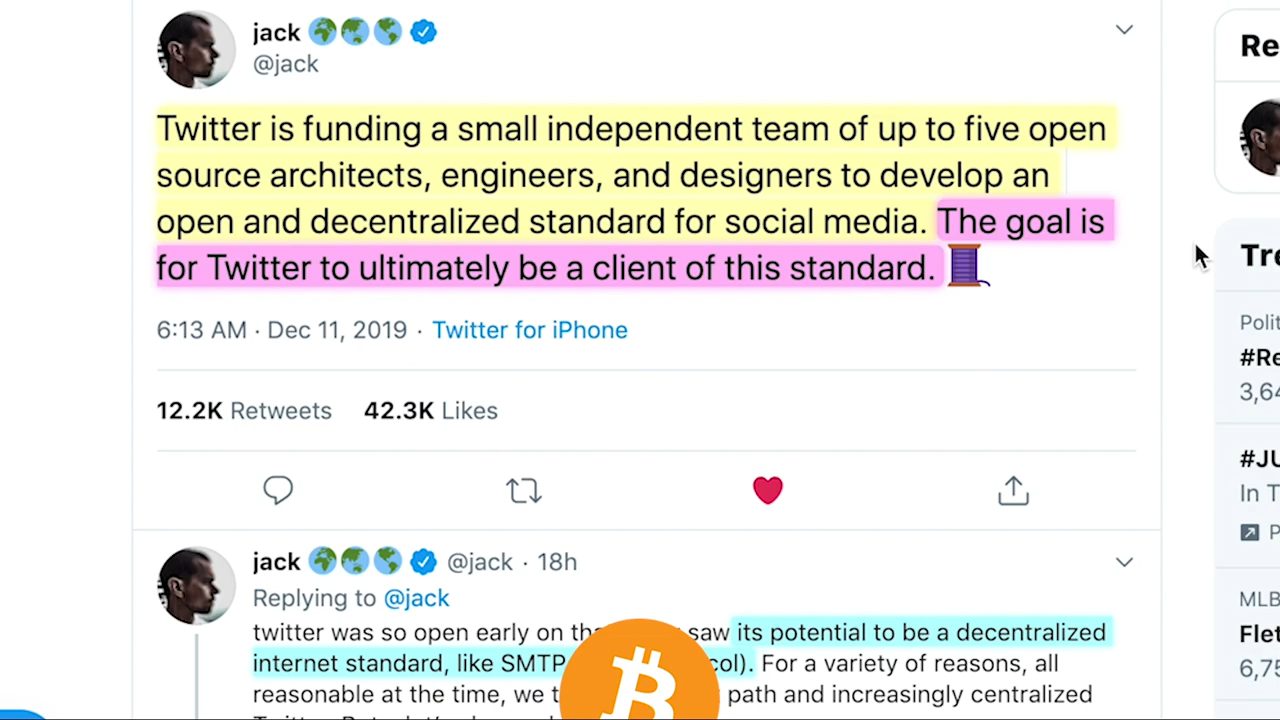 jack
@jack
Twitter is funding a small independent team of up to five open
source architects, engineers, and designers to develop an
open and decentralized standard for social media. The goal is
for Twitter to ultimately be a client of this standard.
6:13 AM · Dec 11, 2019 · Twitter for iPhone
12.2K Retweets 42.3K Likes
jack @jack · 18h
Replying to @jack
twitter was so open early on saw its potential to be a decentralized
internet standard, like SMTP col). For a variety of reasons, all
reasonable at the time, we path and increasingly centralized
Re
Tre
Polit
#Re
3,64
#JU
In T
P
MLB
Flet
6,75